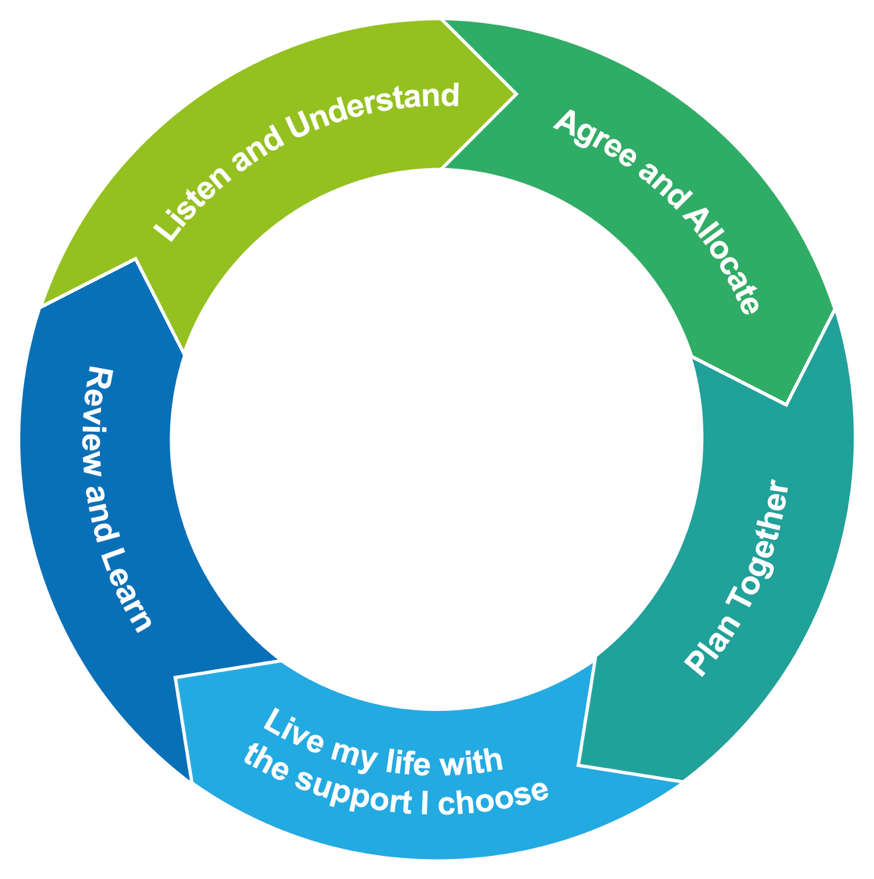 Listen and Understand
Agree and Allocate
Plan Together
Live my life with
the support I choose
Review and Learn